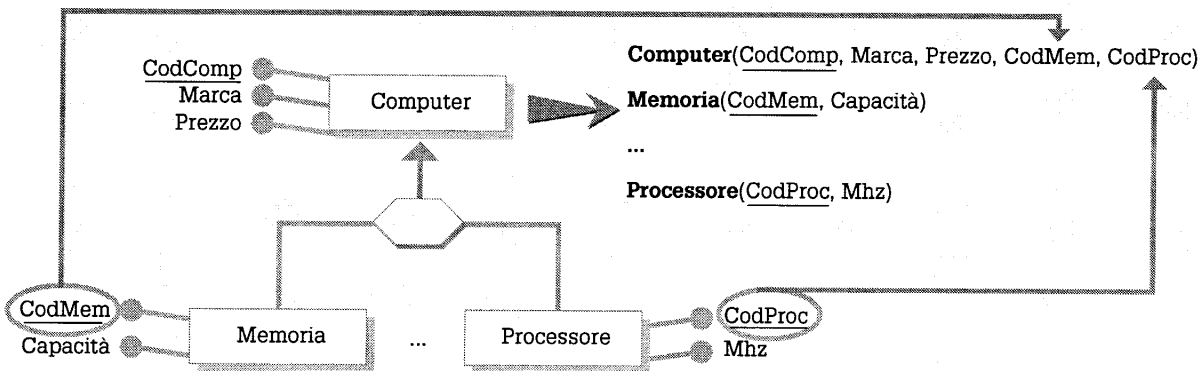 CodComp
Marca
Prezzo
Computer
Computer(CodComp, Marca, Prezzo, CodMem, CodProc)
Memoria(CodMem, Capacità)
...
Processore(CodProc, Mhz)
CodMem
Capacità
Memoria
...
Processore
CodProc
Mhz